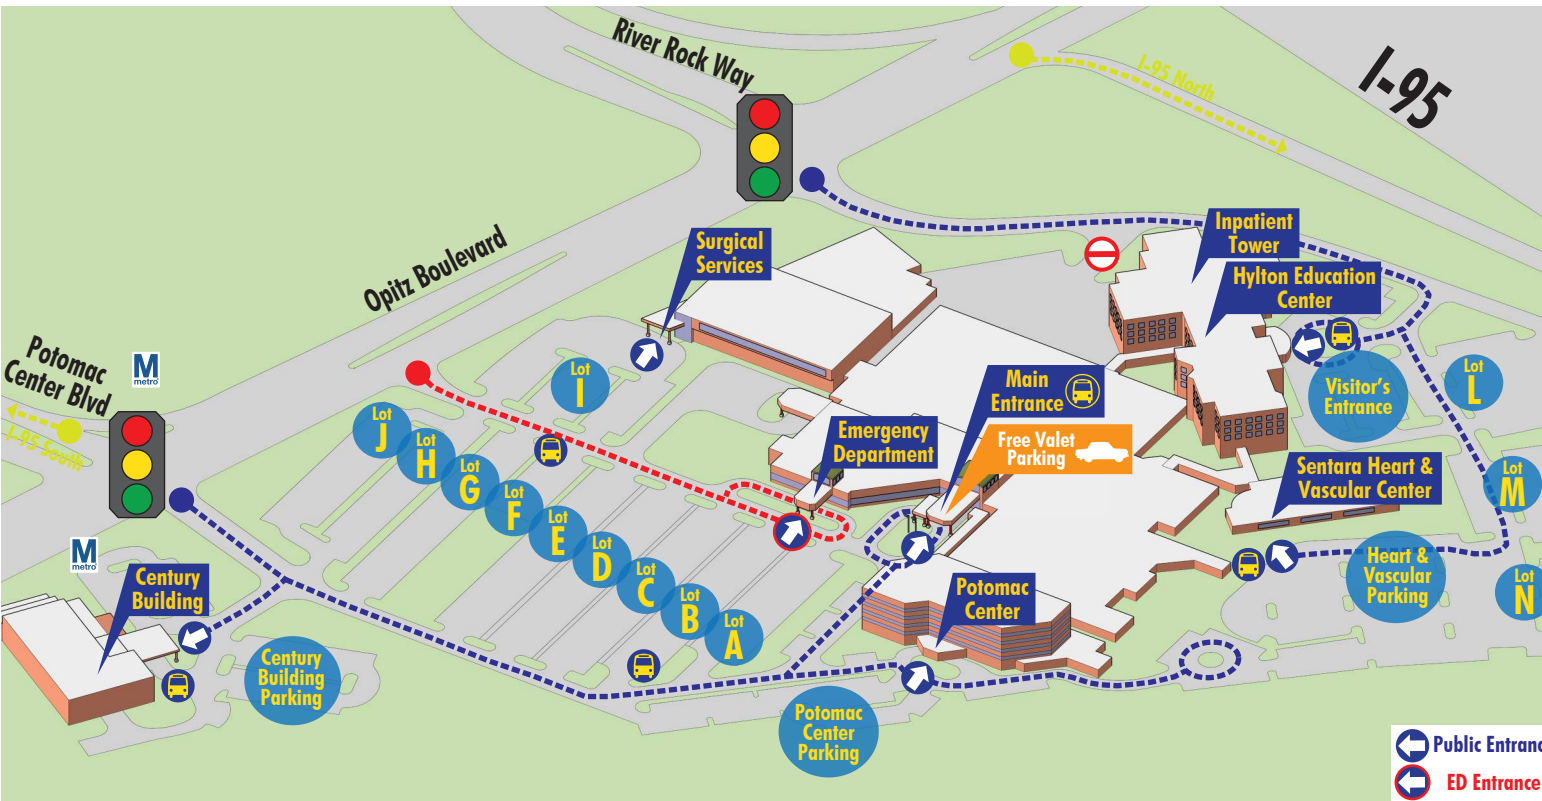 River Rock Way
I-95 North
I-95
Opitz Boulevard
Potomac
Center Blvd
I-95 South
M
metro
M
metro
Surgical
Services
Inpatient
Tower
Hylton Education
Center
Main
Entrance
Free Valet
Parking
Emergency
Department
Visitor's
Entrance
Sentara Heart &
Vascular Center
Heart &
Vascular
Parking
Potomac
Center
Potomac
Center
Parking
Century
Building
Century
Building
Parking
Lot
J
Lot
H
Lot
G
Lot
F
Lot
E
Lot
D
Lot
C
Lot
B
Lot
A
Lot
I
Lot
L
Lot
M
Lot
N
Public Entranc
ED Entrance